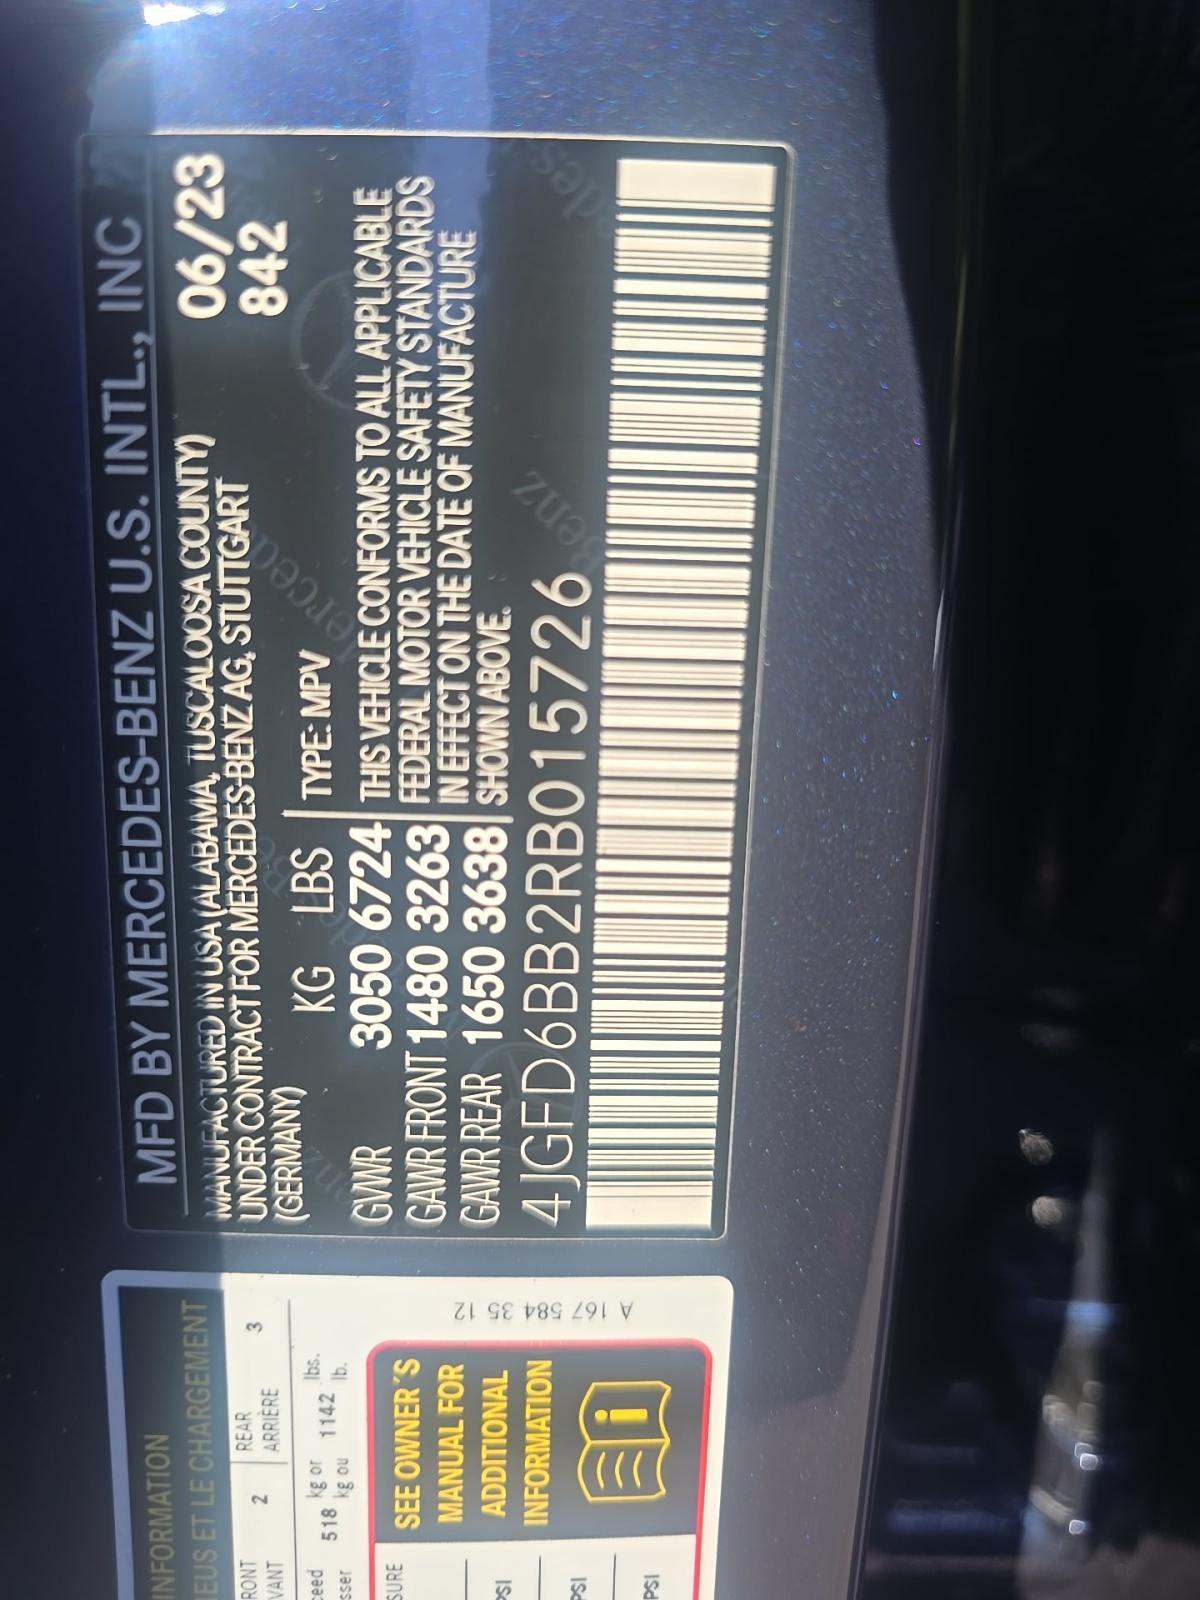 MFD BY MERCEDES-BENZ U.S. INTL., INC
MANUFACTURED IN USA (ALABAMA, TUSCALOOSA COUNTY) 06/23
UNDER CONTRACT FOR MERCEDES-BENZ AG, STUTTGART 842
(GERMANY)
KG LBS TYPE: MPV
GVWR 3050 6724 THIS VEHICLE CONFORMS TO ALL APPLICABLE
GAWR FRONT 1480 3263 FEDERAL MOTOR VEHICLE SAFETY STANDARDS
IN EFFECT ON THE DATE OF MANUFACTURE
GAWR REAR 1650 3638 SHOWN ABOVE.
4JGFD6BB2RB015726
INFORMATION
EUS ET LE CHARGEMENT
RONT 2 REAR 3
VANT ARRIÈRE
ceed 518 kg or 1142 lbs.
sser kg ou lb.
SURE
PSI
PSI
PSI
SEE OWNER'S
MANUAL FOR
ADDITIONAL
INFORMATION
A 167 584 35 12